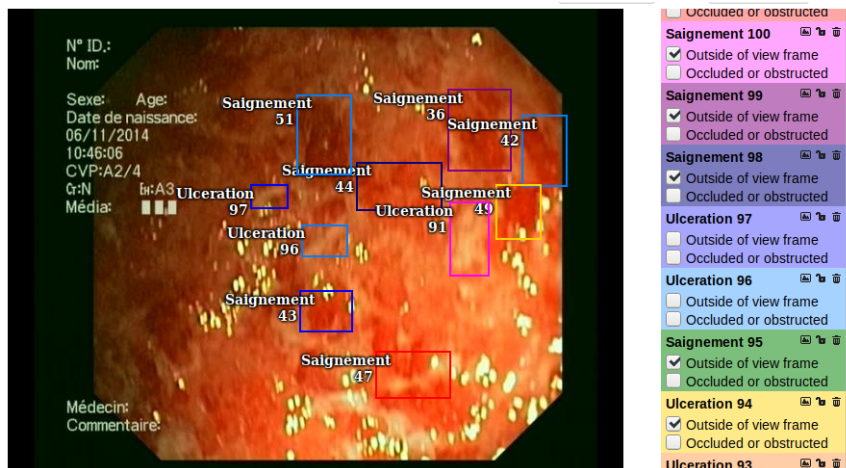 N° ID.:
Nom:
Sexe: Age:
Date de naissance:
06/11/2014
10:46:06
CVP:A2/4
Gr:N En:A3
Média:
Médecin:
Commentaire:
Saignement
51
Saignement
36
Saignement
42
Saignement
44
Ulceration
97
Saignement
49
Ulceration
91
Ulceration
96
Saignement
43
Saignement
47
Occluded or obstructed
Saignement 100
Outside of view frame
Occluded or obstructed
Saignement 99
Outside of view frame
Occluded or obstructed
Saignement 98
Outside of view frame
Occluded or obstructed
Ulceration 97
Outside of view frame
Occluded or obstructed
Ulceration 96
Outside of view frame
Occluded or obstructed
Saignement 95
Outside of view frame
Occluded or obstructed
Ulceration 94
Outside of view frame
Occluded or obstructed
Ulceration 93